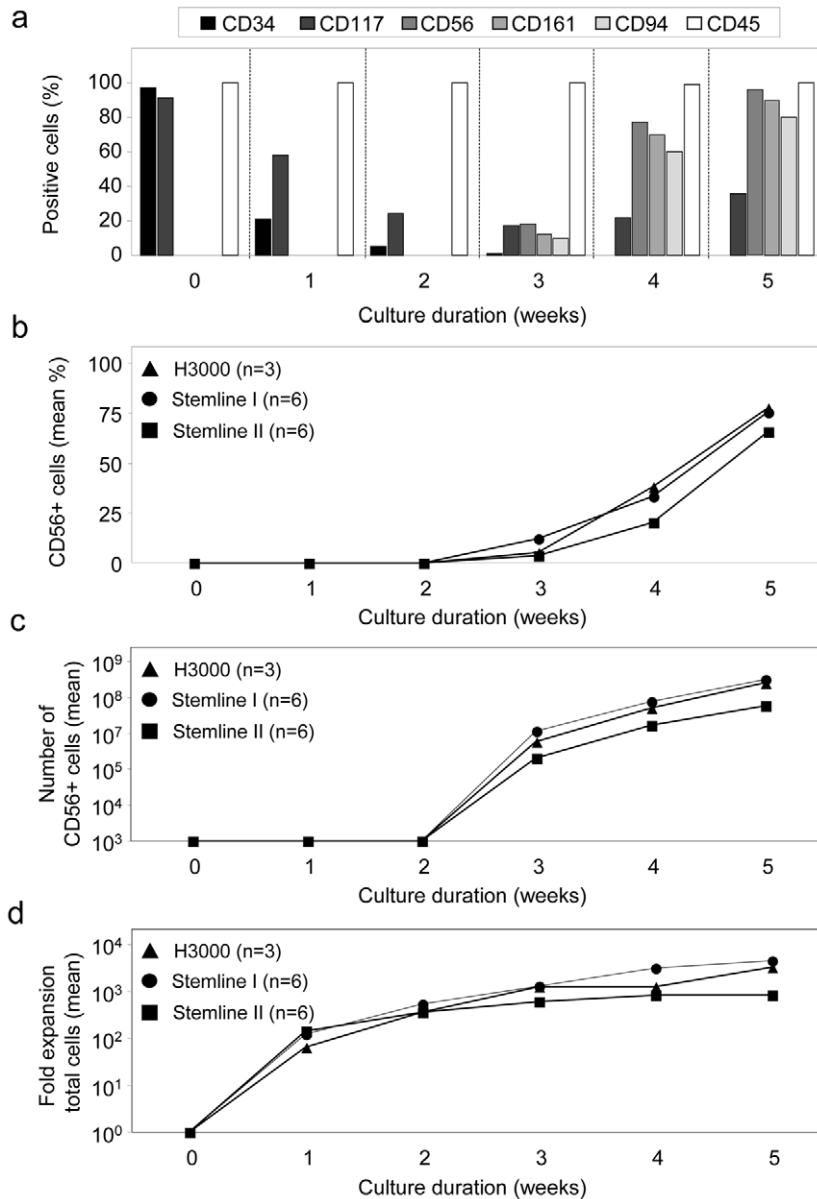 a
CD34 CD117 CD56 CD161 CD94 CD45
Positive cells (%)
100
80
60
40
20
0
0 1 2 3 4 5
Culture duration (weeks)
b
CD56+ cells (mean %)
100
75
50
25
0
H3000 (n=3)
Stemline I (n=6)
Stemline II (n=6)
0 1 2 3 4 5
Culture duration (weeks)
c
Number of
CD56+ cells (mean)
10⁹
10⁸
10⁷
10⁵
10⁴
10³
H3000 (n=3)
Stemline I (n=6)
Stemline II (n=6)
0 1 2 3 4 5
Culture duration (weeks)
d
Fold expansion
total cells (mean)
10⁴
10³
10²
10¹
10⁰
H3000 (n=3)
Stemline I (n=6)
Stemline II (n=6)
0 1 2 3 4 5
Culture duration (weeks)